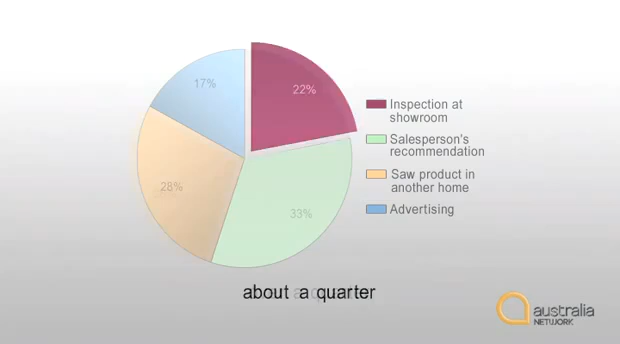 17%
22%
28%
33%
Inspection at
showroom
Salesperson's
recommendation
Saw product in
another home
Advertising
about a quarter
australia
NETWORK